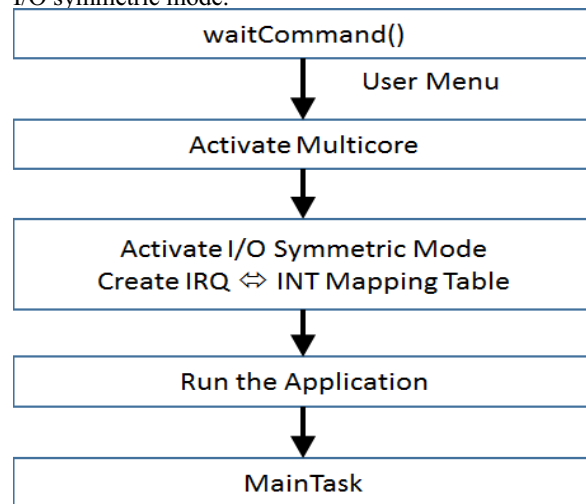 I/O symmetric mode.
waitCommand()
User Menu
Activate Multicore
Activate I/O Symmetric Mode
Create IRQ ⇔ INT Mapping Table
Run the Application
MainTask